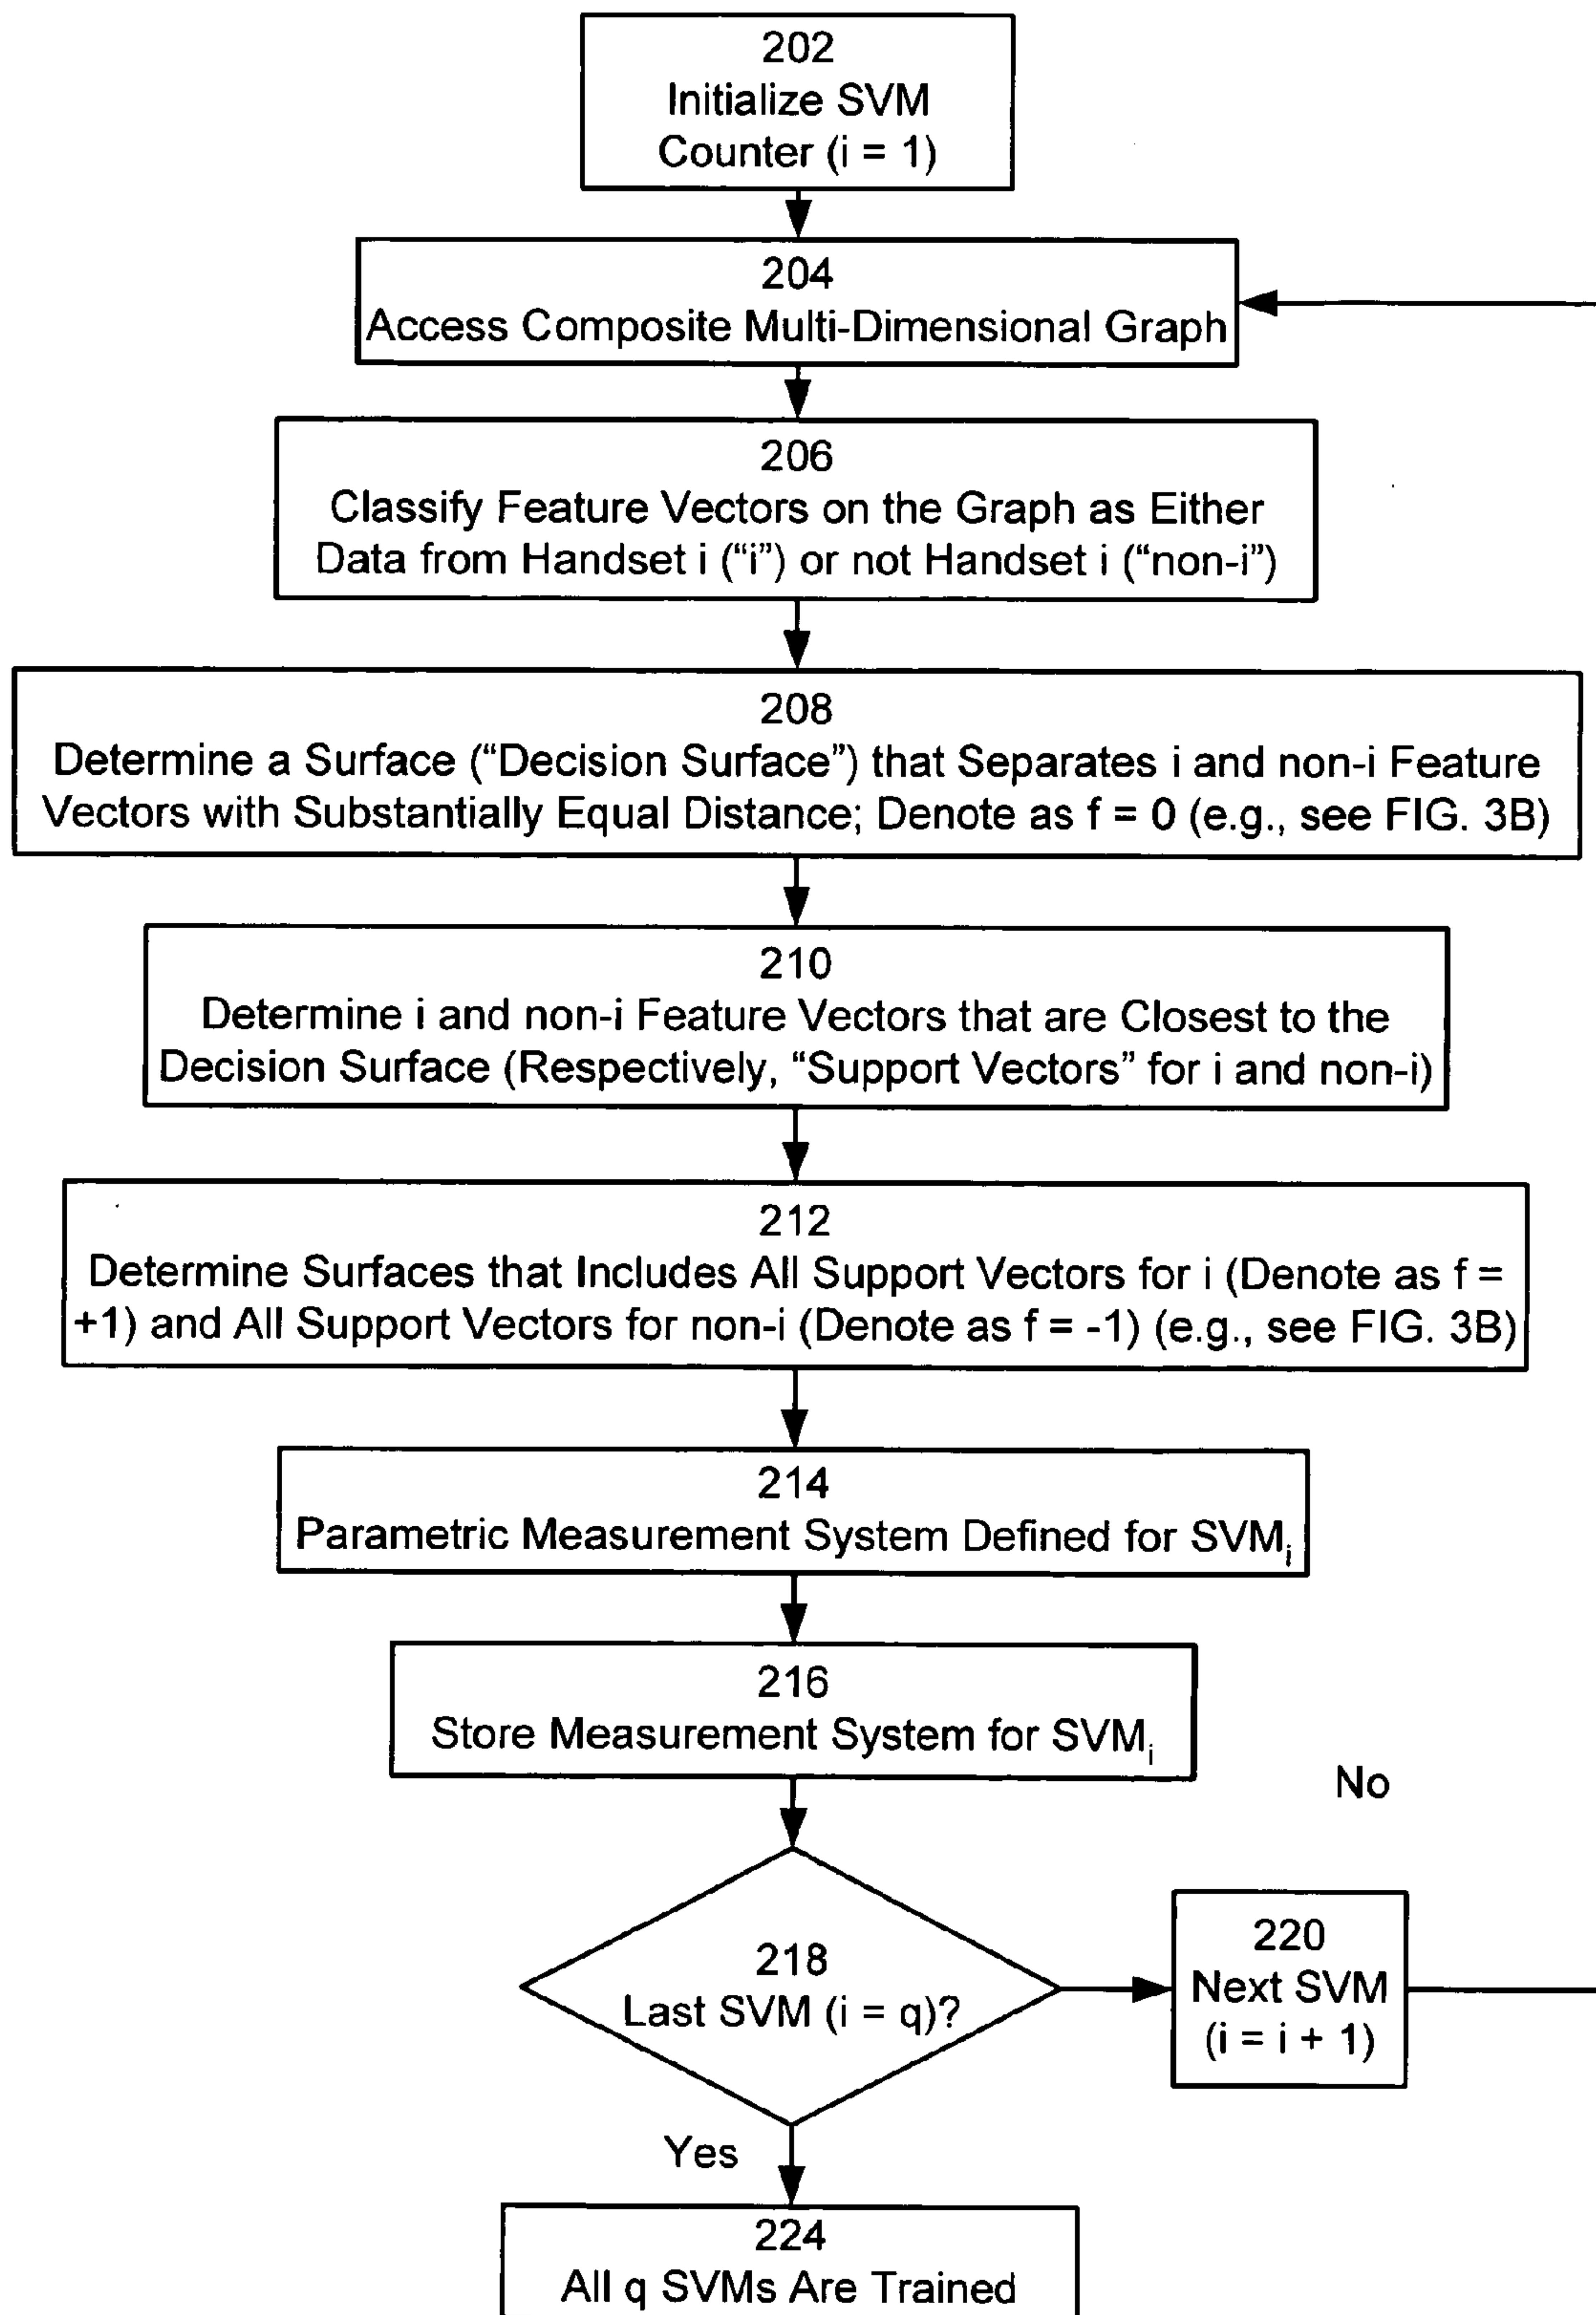 202
Initialize SVM
Counter (i = 1)
204
Access Composite Multi-Dimensional Graph
206
Classify Feature Vectors on the Graph as Either
Data from Handset i (“i”) or not Handset i (“non-i”)
208
Determine a Surface (“Decision Surface”) that Separates i and non-i Feature
Vectors with Substantially Equal Distance; Denote as f = 0 (e.g., see FIG. 3B)
210
Determine i and non-i Feature Vectors that are Closest to the
Decision Surface (Respectively, “Support Vectors” for i and non-i)
212
Determine Surfaces that Includes All Support Vectors for i (Denote as f =
+1) and All Support Vectors for non-i (Denote as f = -1) (e.g., see FIG. 3B)
214
Parametric Measurement System Defined for SVMi
216
Store Measurement System for SVMi
No
218
Last SVM (i = q)?
220
Next SVM
(i = i + 1)
Yes
224
All q SVMs Are Trained